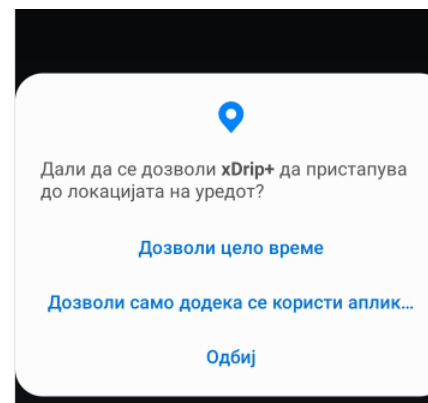 Дали да се дозволи xDrip+ да пристапува
до локацијата на уредот?
Дозволи цело време
Дозволи само додека се користи аплик...
Одбиј